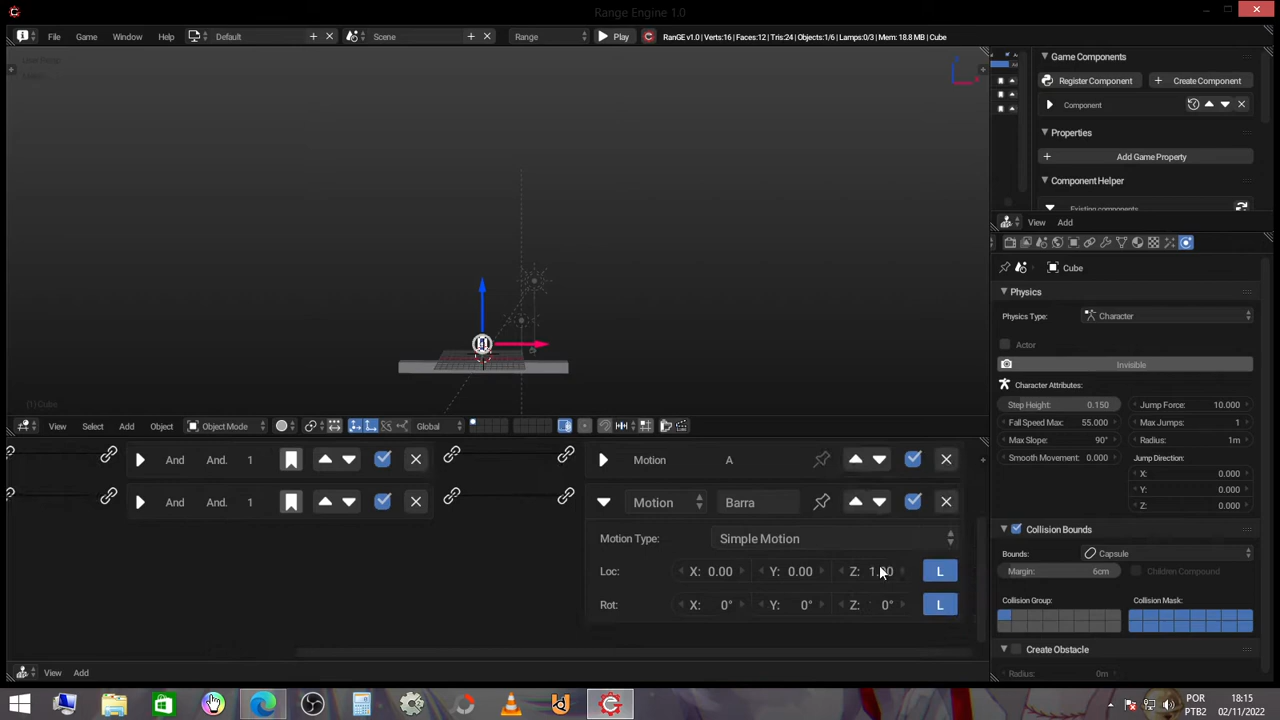 Range Engine 1.0
File Game Window Help Default Scene Range Play RanGE v1.0 | Verts:16 | Faces:12 | Tris:24 | Objects:1/6 | Lamps:0/3 | Mem: 18.8 MB | Cube
Game Components
Register Component Create Component
Component
Properties
Add Game Property
Component Helper
Existing components
View Add
Cube
Physics
Physics Type: Character
Actor
Invisible
Character Attributes:
Step Height: 0.150 Jump Force: 10.000
Fall Speed Max: 55.000 Max Jumps: 1
Max Slope: 90° Radius: 1m
Smooth Movement: 0.000 Jump Direction:
X: 0.000
Y: 0.000
Z: 0.000
Collision Bounds
Bounds: Capsule
Margin: 6cm Children Compound
Collision Group: Collision Mask:
Create Obstacle
Radius: 0m
(1) Cube
View Select Add Object Object Mode Global
And And. 1 Motion A
And And. 1 Motion Barra
Motion Type: Simple Motion
Loc: X: 0.00 Y: 0.00 Z: 1.00 L
Rot: X: 0° Y: 0° Z: 0° L
View Add
POR 18:15
PTB2 02/11/2022